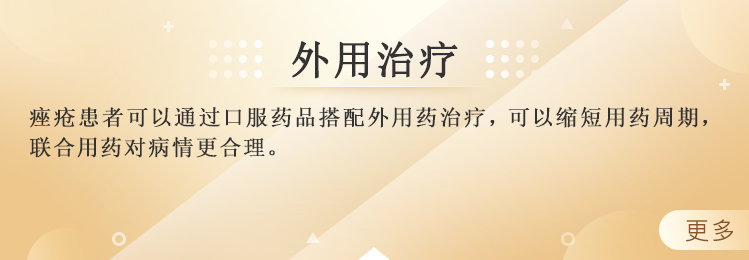 外用治疗
痤疮患者可以通过口服药品搭配外用药治疗，可以缩短用药周期，
联合用药对病情更合理。
更多